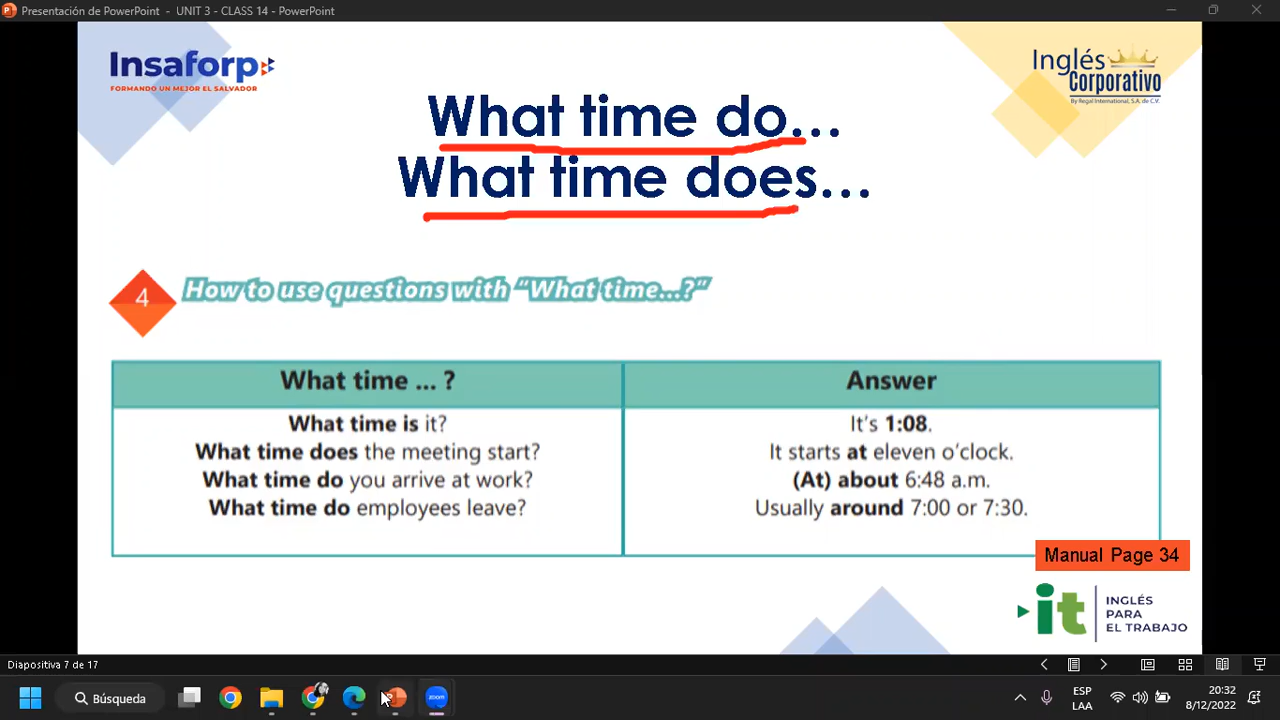 Presentación de PowerPoint - UNIT 3 - CLASS 14 - PowerPoint
Insaforp
FORMANDO UN MEJOR EL SALVADOR
Inglés
Corporativo
By Regal International, S.A. de C.V.
What time do...
What time does...
4
How to use questions with “What time...?”
What time ... ?
Answer
What time is it?
It's 1:08.
What time does the meeting start?
It starts at eleven o'clock.
What time do you arrive at work?
(At) about 6:48 a.m.
What time do employees leave?
Usually around 7:00 or 7:30.
Manual Page 34
it
INGLÉS
PARA
EL TRABAJO
Diapositiva 7 de 17
Búsqueda
zoom
ESP
LAA
20:32
8/12/2022